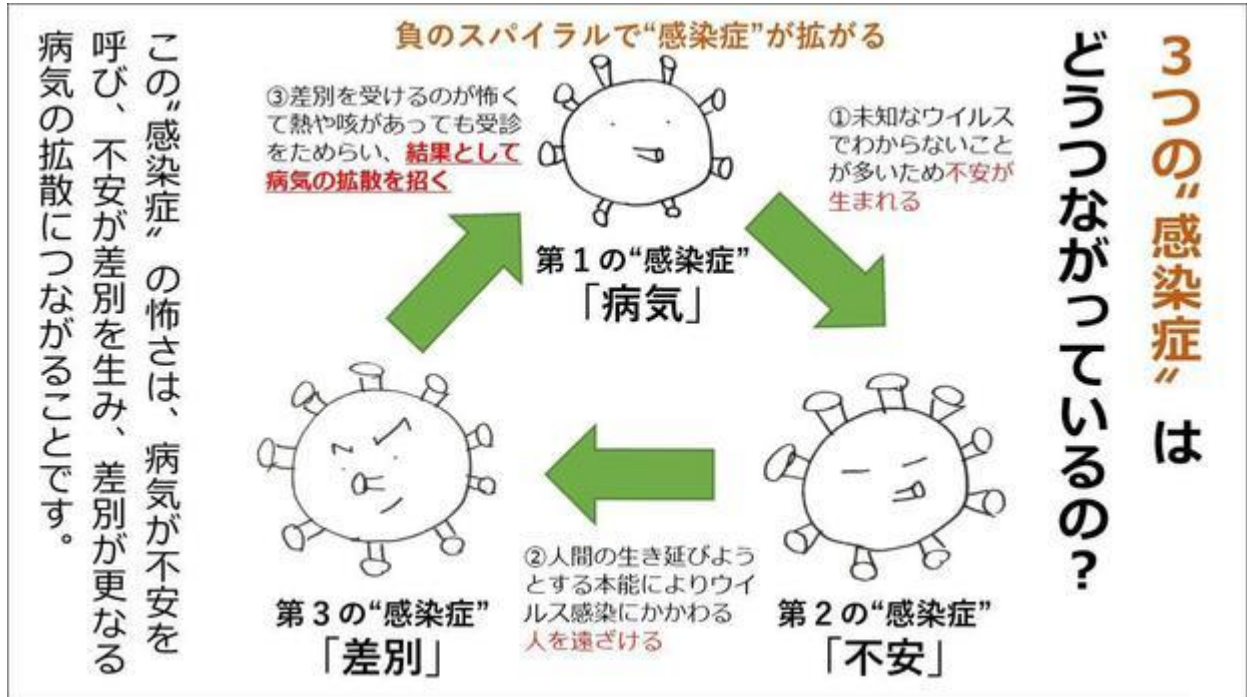 3つの“感染症”は
どうつながっているの?
負のスパイラルで“感染症”が拡がる
第1の“感染症”
「病気」
①未知なウイルス
でわからないこと
が多いため不安が
生まれる
第2の“感染症”
「不安」
②人間の生き延びよう
とする本能によりウイ
ルス感染にかかわる
人を遠ざける
第3の“感染症”
「差別」
③差別を受けるのが怖く
て熱や咳があっても受診
をためらい、結果として
病気の拡散を招く
この“感染症”の怖さは、病気が不安を
呼び、不安が差別を生み、差別が更なる
病気の拡散につながることです。